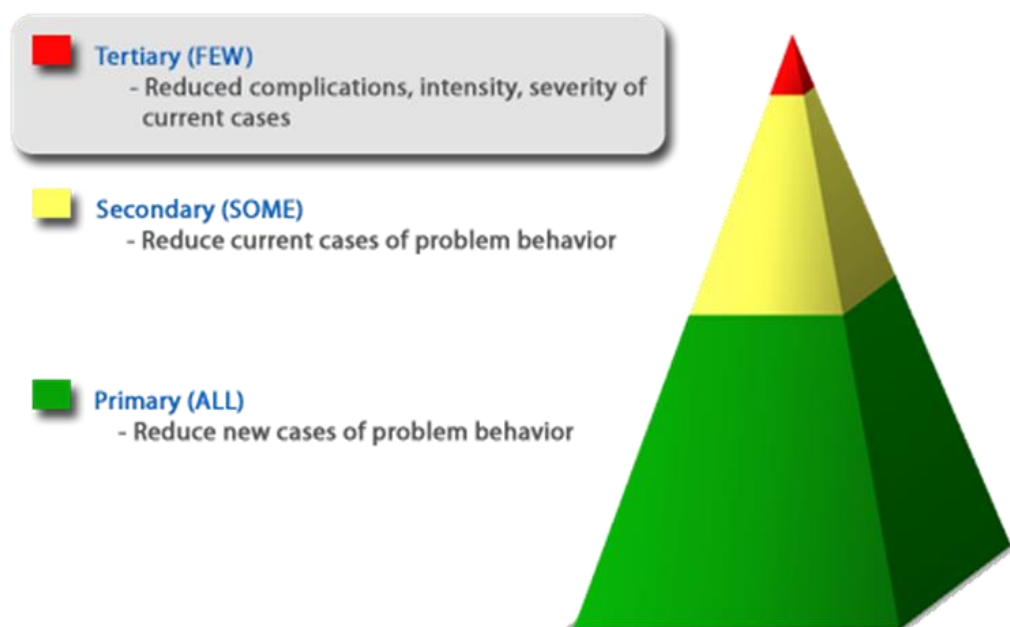 Tertiary (FEW)
- Reduced complications, intensity, severity of
current cases
Secondary (SOME)
- Reduce current cases of problem behavior
Primary (ALL)
- Reduce new cases of problem behavior